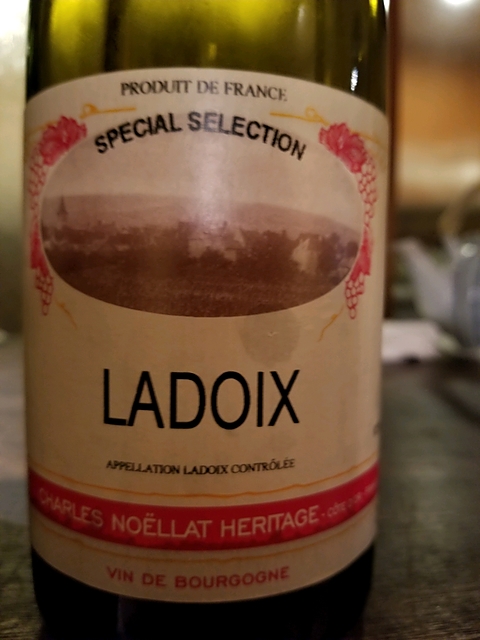 PRODUIT DE FRANCE
SPECIAL SELECTION
LADOIX
APPELLATION LADOIX CONTRÔLÉE
CHARLES NOËLLAT HERITAGE -
VIN DE BOURGOGNE